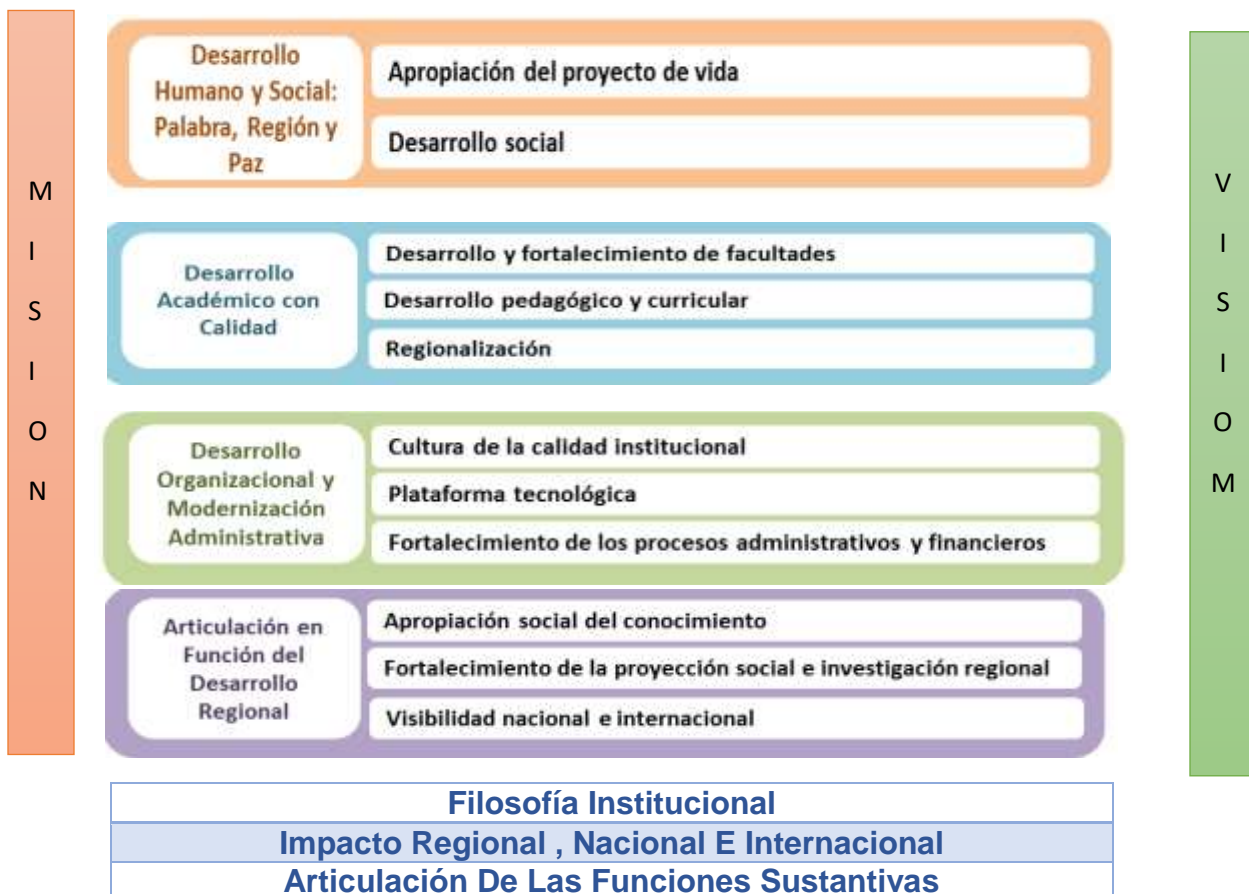 M
I
S
I
O
N
Desarrollo
Humano y Social:
Palabra, Región y
Paz
Apropiación del proyecto de vida
Desarrollo social
Desarrollo
Académico con
Calidad
Desarrollo y fortalecimiento de facultades
Desarrollo pedagógico y curricular
Regionalización
Desarrollo
Organizacional y
Modernización
Administrativa
Cultura de la calidad institucional
Plataforma tecnológica
Fortalecimiento de los procesos administrativos y financieros
Articulación en
Función del
Desarrollo
Regional
Apropiación social del conocimiento
Fortalecimiento de la proyección social e investigación regional
Visibilidad nacional e internacional
V
I
S
I
O
M
Filosofía Institucional
Impacto Regional , Nacional E Internacional
Articulación De Las Funciones Sustantivas